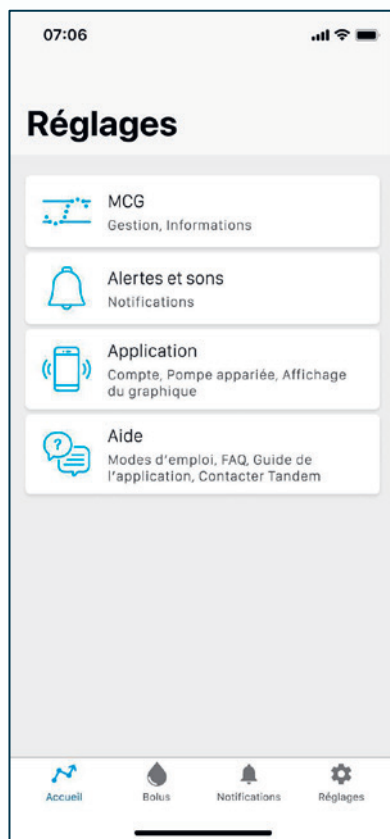 07:06
Réglages
MCG
Gestion, Informations
Alertes et sons
Notifications
Application
Compte, Pompe appariée, Affichage
du graphique
?
Aide
Modes d'emploi, FAQ, Guide de
l'application, Contacter Tandem
Accueil
Bolus
Notifications
Réglages